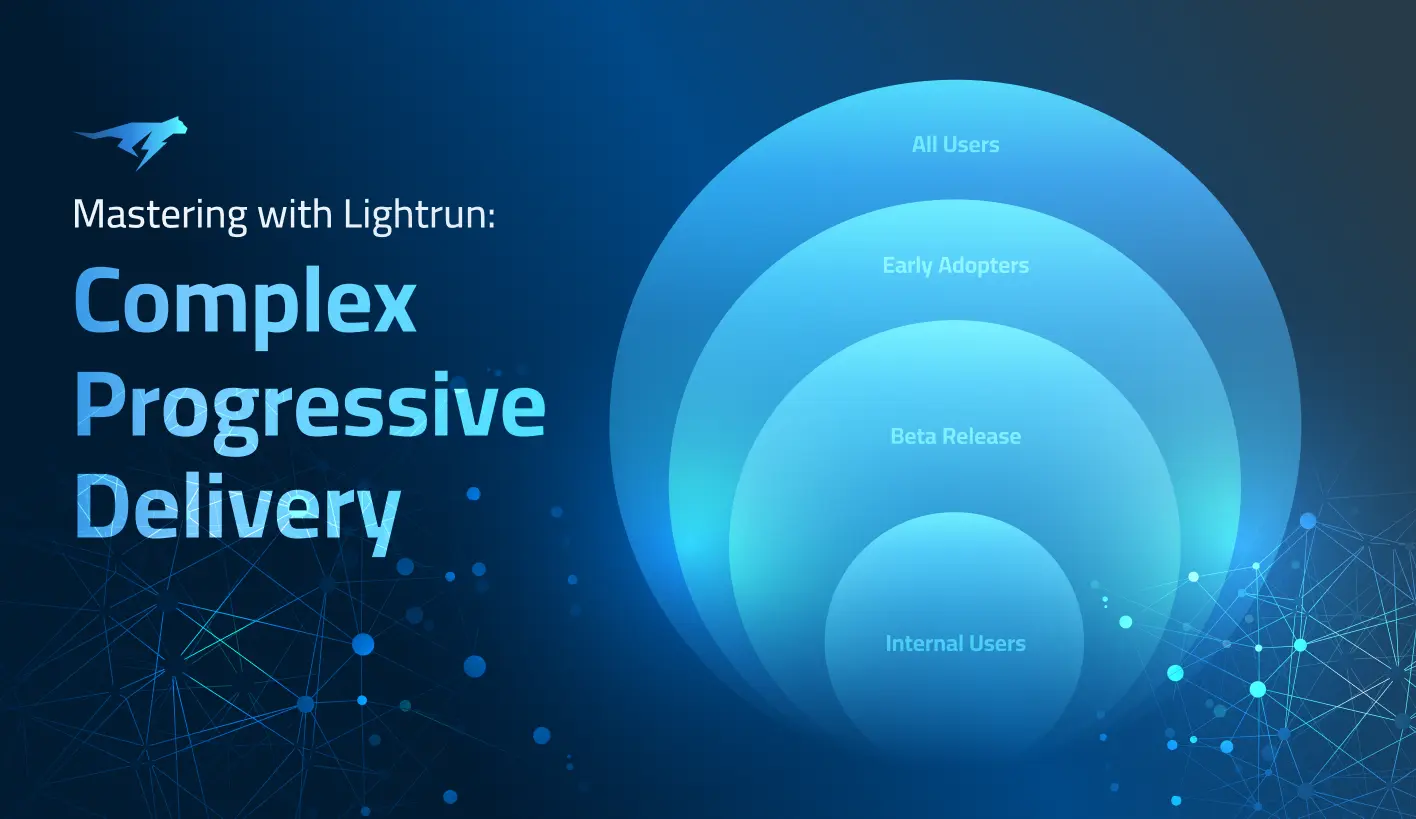 Mastering with Lightrun:
Complex
Progressive
Delivery
All Users
Early Adopters
Beta Release
Internal Users